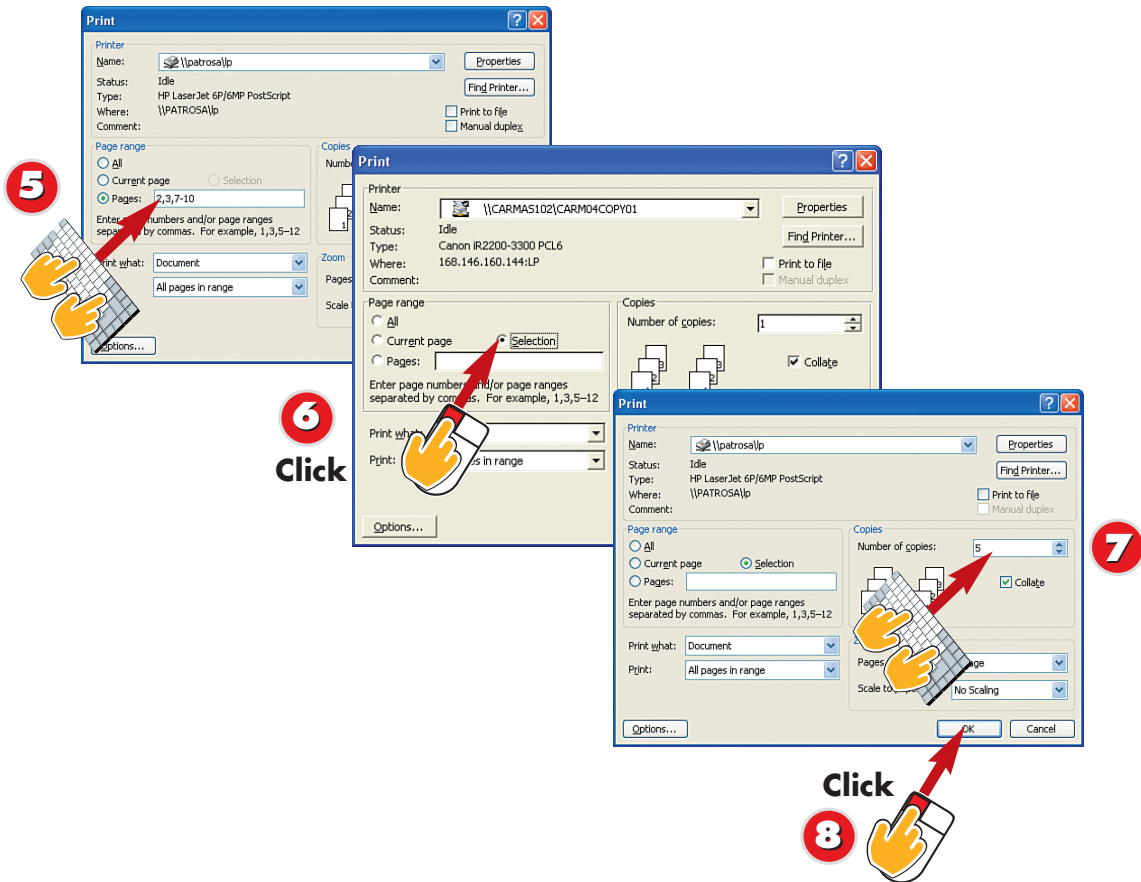 Print
Printer
Name: \\patrosa\lp Properties
Status: Idle Find Printer...
Type: HP LaserJet 6P/6MP PostScript
Where: \\PATROSA\lp Print to file
Comment: Manual duplex
Page range Copies
All
Current page Selection
Pages: 2,3,7-10
Enter numbers and/or page ranges
by commas. For example, 1,3,5–12
what: Document Zoom
All pages in range Pages
Scale
Options...
5
Print
Printer
Name: \\CARMAS102\CARM04COPY01 Properties
Status: Idle Find Printer...
Type: Canon iR2200-3300 PCL6
Where: 168.146.160.144:LP Print to file
Comment: Manual duplex
Page range Copies
All Number of copies: 1
Current page Selection
Pages: Collate
Enter page numbers and/or page ranges
separated by commas. For example, 1,3,5–12
Print what:
Print: in range
Options...
6
Click
Print
Printer
Name: \\patrosa\lp Properties
Status: Idle Find Printer...
Type: HP LaserJet 6P/6MP PostScript
Where: \\PATROSA\lp Print to file
Comment: Manual duplex
Page range Copies
All Number of copies: 5
Current page Selection
Pages: Collate
Enter page numbers and/or page ranges
separated by commas. For example, 1,3,5–12
Print what: Document
Print: All pages in range Pages
Scale to No Scaling
Options... OK Cancel
7
Click
8